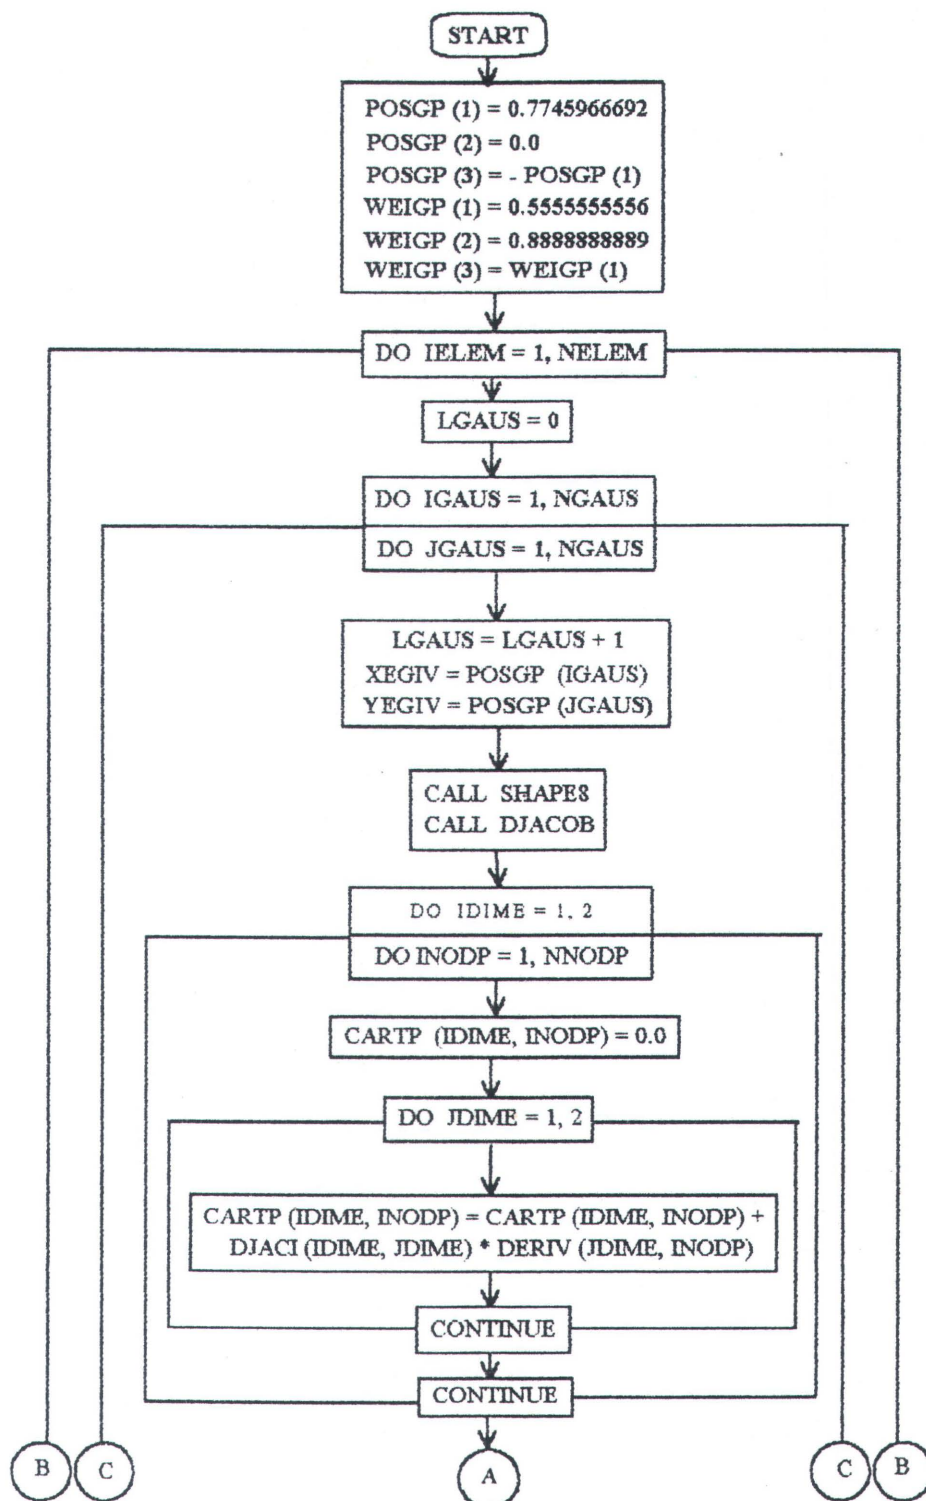 START
POSGP (1) = 0.7745966692
POSGP (2) = 0.0
POSGP (3) = - POSGP (1)
WEIGP (1) = 0.5555555556
WEIGP (2) = 0.8888888889
WEIGP (3) = WEIGP (1)
DO IELEM = 1, NELEM
LGAUS = 0
DO IGAUS = 1, NGAUS
DO JGAUS = 1, NGAUS
LGAUS = LGAUS + 1
XEGIV = POSGP (IGAUS)
YEGIV = POSGP (JGAUS)
CALL SHAPE8
CALL DJACOB
DO IDIME = 1, 2
DO INODP = 1, NNODP
CARTP (IDIME, INODP) = 0.0
DO JDIME = 1, 2
CARTP (IDIME, INODP) = CARTP (IDIME, INODP) +
DJACI (IDIME, JDIME) * DERIV (JDIME, INODP)
CONTINUE
CONTINUE
B C A C B